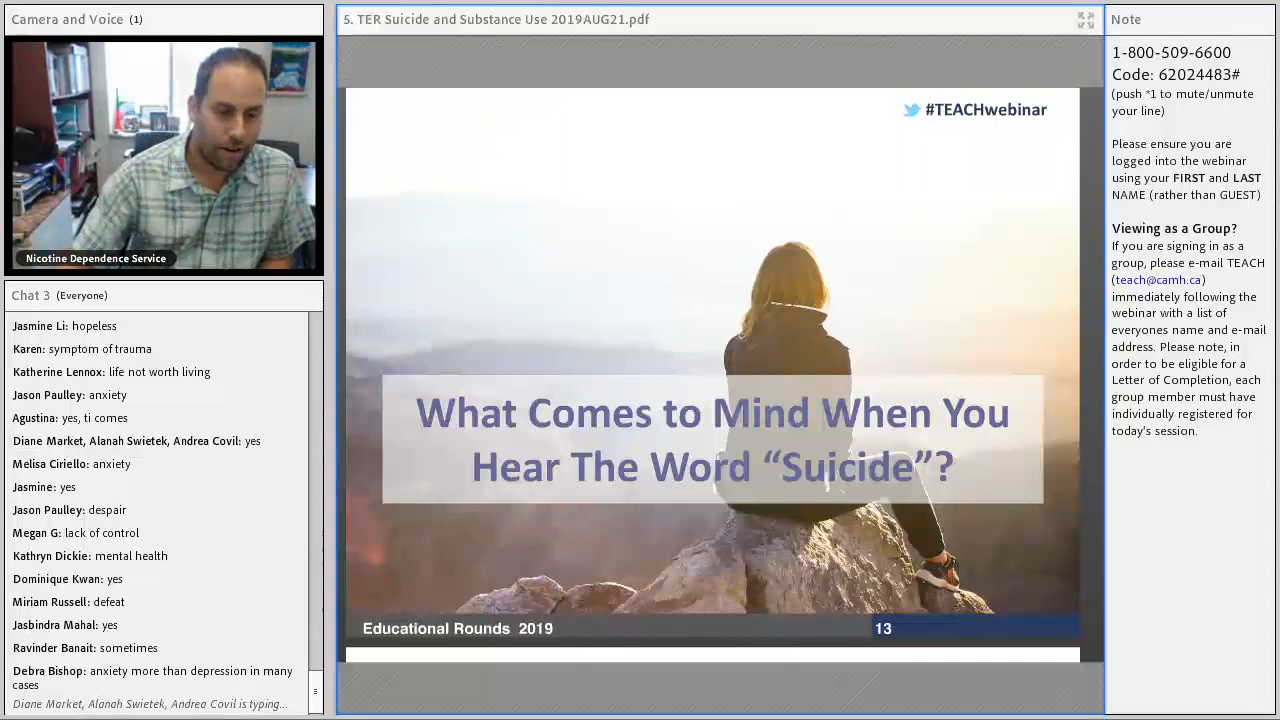 Camera and Voice (1)
Nicotine Dependence Service
Chat 3 (Everyone)
Jasmine Li: hopeless
Karen: symptom of trauma
Katherine Lennox: life not worth living
Jason Paulley: anxiety
Agustina: yes, ti comes
Diane Market, Alanah Swietek, Andrea Covil: yes
Melisa Ciriello: anxiety
Jasmine: yes
Jason Paulley: despair
Megan G: lack of control
Kathryn Dickie: mental health
Dominique Kwan: yes
Miriam Russell: defeat
Jasbindra Mahal: yes
Ravinder Banait: sometimes
Debra Bishop: anxiety more than depression in many
cases
Diane Market, Alanah Swietek, Andrea Covil is typing...
5. TER Suicide and Substance Use 2019AUG21.pdf
#TEACHwebinar
What Comes to Mind When You
Hear The Word “Suicide”?
Educational Rounds 2019
13
Note
1-800-509-6600
Code: 62024483#
(push *1 to mute/unmute
your line)
Please ensure you are
logged into the webinar
using your FIRST and LAST
NAME (rather than GUEST)
Viewing as a Group?
If you are signing in as a
group, please e-mail TEACH
(teach@camh.ca)
immediately following the
webinar with a list of
everyones name and e-mail
address. Please note, in
order to be eligible for a
Letter of Completion, each
group member must have
individually registered for
today's session.